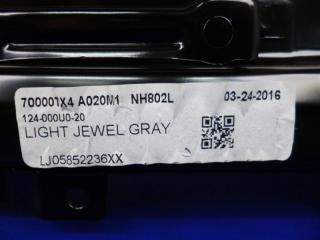 700001X4 A020M1 NH802L 03-24-2016
124-000U0-20
LIGHT JEWEL GRAY
LJ05852236XX